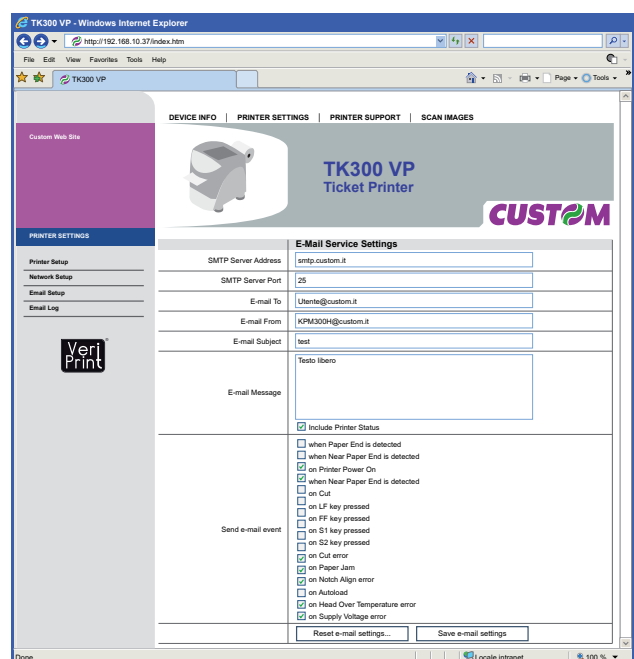 TK300 VP - Windows Internet Explorer
http://192.168.10.37/index.htm
File Edit View Favorites Tools Help
TK300 VP
Page Tools »
DEVICE INFO | PRINTER SETTINGS | PRINTER SUPPORT | SCAN IMAGES
Custom Web Site
TK300 VP
Ticket Printer
CUSTOM
PRINTER SETTINGS
Printer Setup
Network Setup
Email Setup
Email Log
Veri
Print
E-Mail Service Settings
SMTP Server Address smtp.custom.it
SMTP Server Port 25
E-mail To Utente@custom.it
E-mail From KPM300H@custom.it
E-mail Subject test
E-mail Message Testo libero
Include Printer Status
Send e-mail event
when Paper End is detected
when Near Paper End is detected
on Printer Power On
when Near Paper End is detected
on Cut
on LF key pressed
on FF key pressed
on S1 key pressed
on S2 key pressed
on Cut error
on Paper Jam
on Notch Align error
on Autoload
on Head Over Temperature error
on Supply Voltage error
Reset e-mail settings... Save e-mail settings
Done Locale intranet 100 %